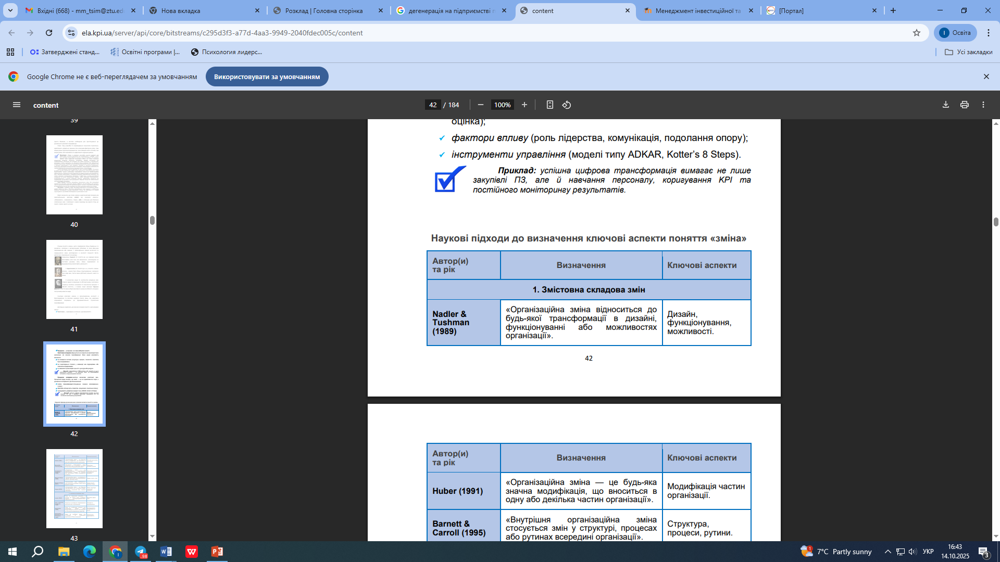 Вхідні (668) - mm_tsim@ztu.ed
Нова вкладка
Розклад | Головна сторінка
дегенерація на підприємстві п
content
Менеджмент інвестиційної та
[Портал]
ela.kpi.ua/server/api/core/bitstreams/c295d3f3-a77d-4aa3-9949-2040fdec005c/content
І
Освіта
Затверджені станд...
Освітні програми |...
Психология лидерс...
Усі закладки
Google Chrome не є веб-переглядачем за умовчанням
Використовувати за умовчанням
content
42 / 184
100%
39
40
41
42
43
оцінка);
фактори впливу (роль лідерства, комунікація, подолання опору);
інструменти управління (моделі типу ADKAR, Kotter’s 8 Steps).
Приклад: успішна цифрова трансформація вимагає не лише
закупівлі ПЗ, але й навчання персоналу, коригування KPI та
постійного моніторингу результатів.
Наукові підходи до визначення ключові аспекти поняття «зміна»
Автор(и)
та рік
Визначення
Ключові аспекти
1. Змістовна складова змін
Nadler &
Tushman
(1989)
«Організаційна зміна відноситься до
будь-якої трансформації в дизайні,
функціонуванні або можливостях
організації».
Дизайн,
функціонування,
можливості.
42
Автор(и)
та рік
Визначення
Ключові аспекти
Huber (1991)
«Організаційна зміна — це будь-яка
значна модифікація, що вноситься в
одну або декілька частин організації».
Модифікація частин
організації.
Barnett &
Carroll (1995)
«Внутрішня організаційна зміна
стосується змін у структурі, процесах
або рутинах всередині організації».
Структура,
процеси, рутини.
.98
7°C Partly sunny
УКР
16:43
14.10.2025
3